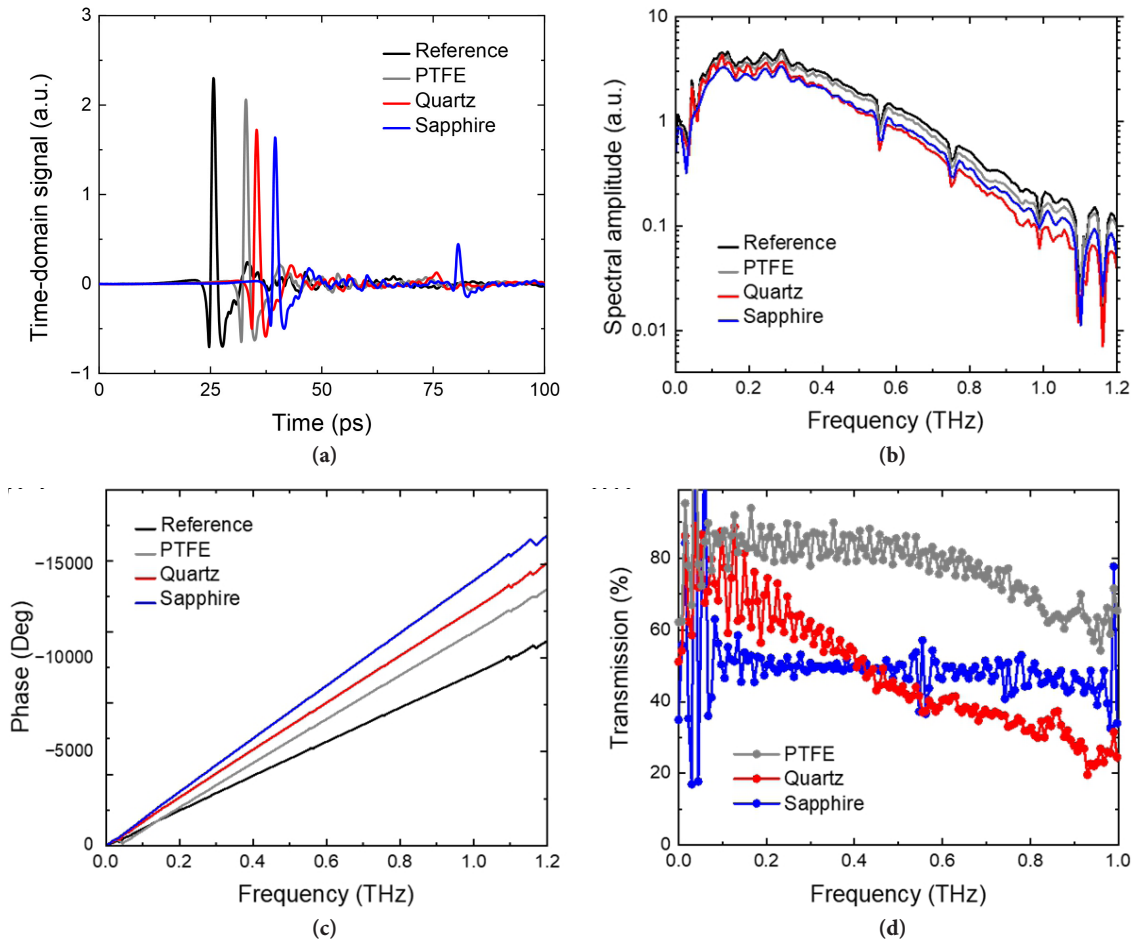 3
2
1
0
−1
Time-domain signal (a.u.)
Reference
PTFE
Quartz
Sapphire
0
25
50
75
100
Time (ps)
(a)
10
1
0.1
0.01
Spectral amplitude (a.u.)
Reference
PTFE
Quartz
Sapphire
0.0
0.2
0.4
0.6
0.8
1.0
1.2
Frequency (THz)
(b)
−15000
−10000
−5000
0
Phase (Deg)
Reference
PTFE
Quartz
Sapphire
0.0
0.2
0.4
0.6
0.8
1.0
1.2
Frequency (THz)
(c)
80
60
40
20
0
Transmission (%)
PTFE
Quartz
Sapphire
0.0
0.2
0.4
0.6
0.8
1.0
Frequency (THz)
(d)